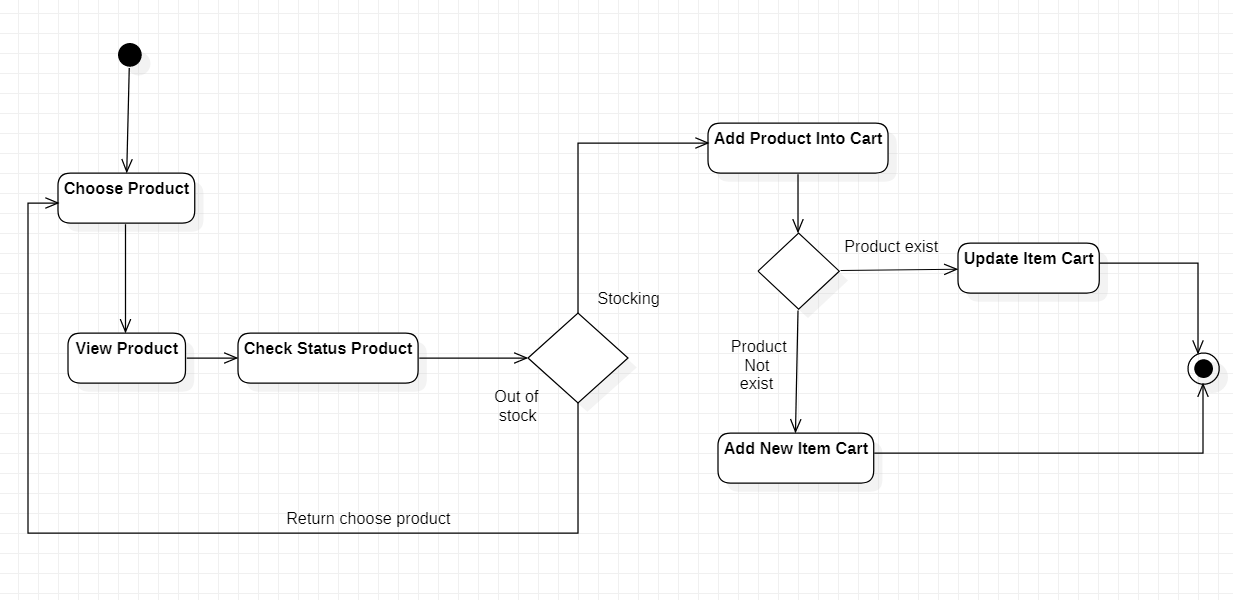 Add Product Into Cart
Choose Product
Product exist
Update Item Cart
Stocking
View Product
Check Status Product
Out of
stock
Product
Not
exist
Add New Item Cart
Return choose product